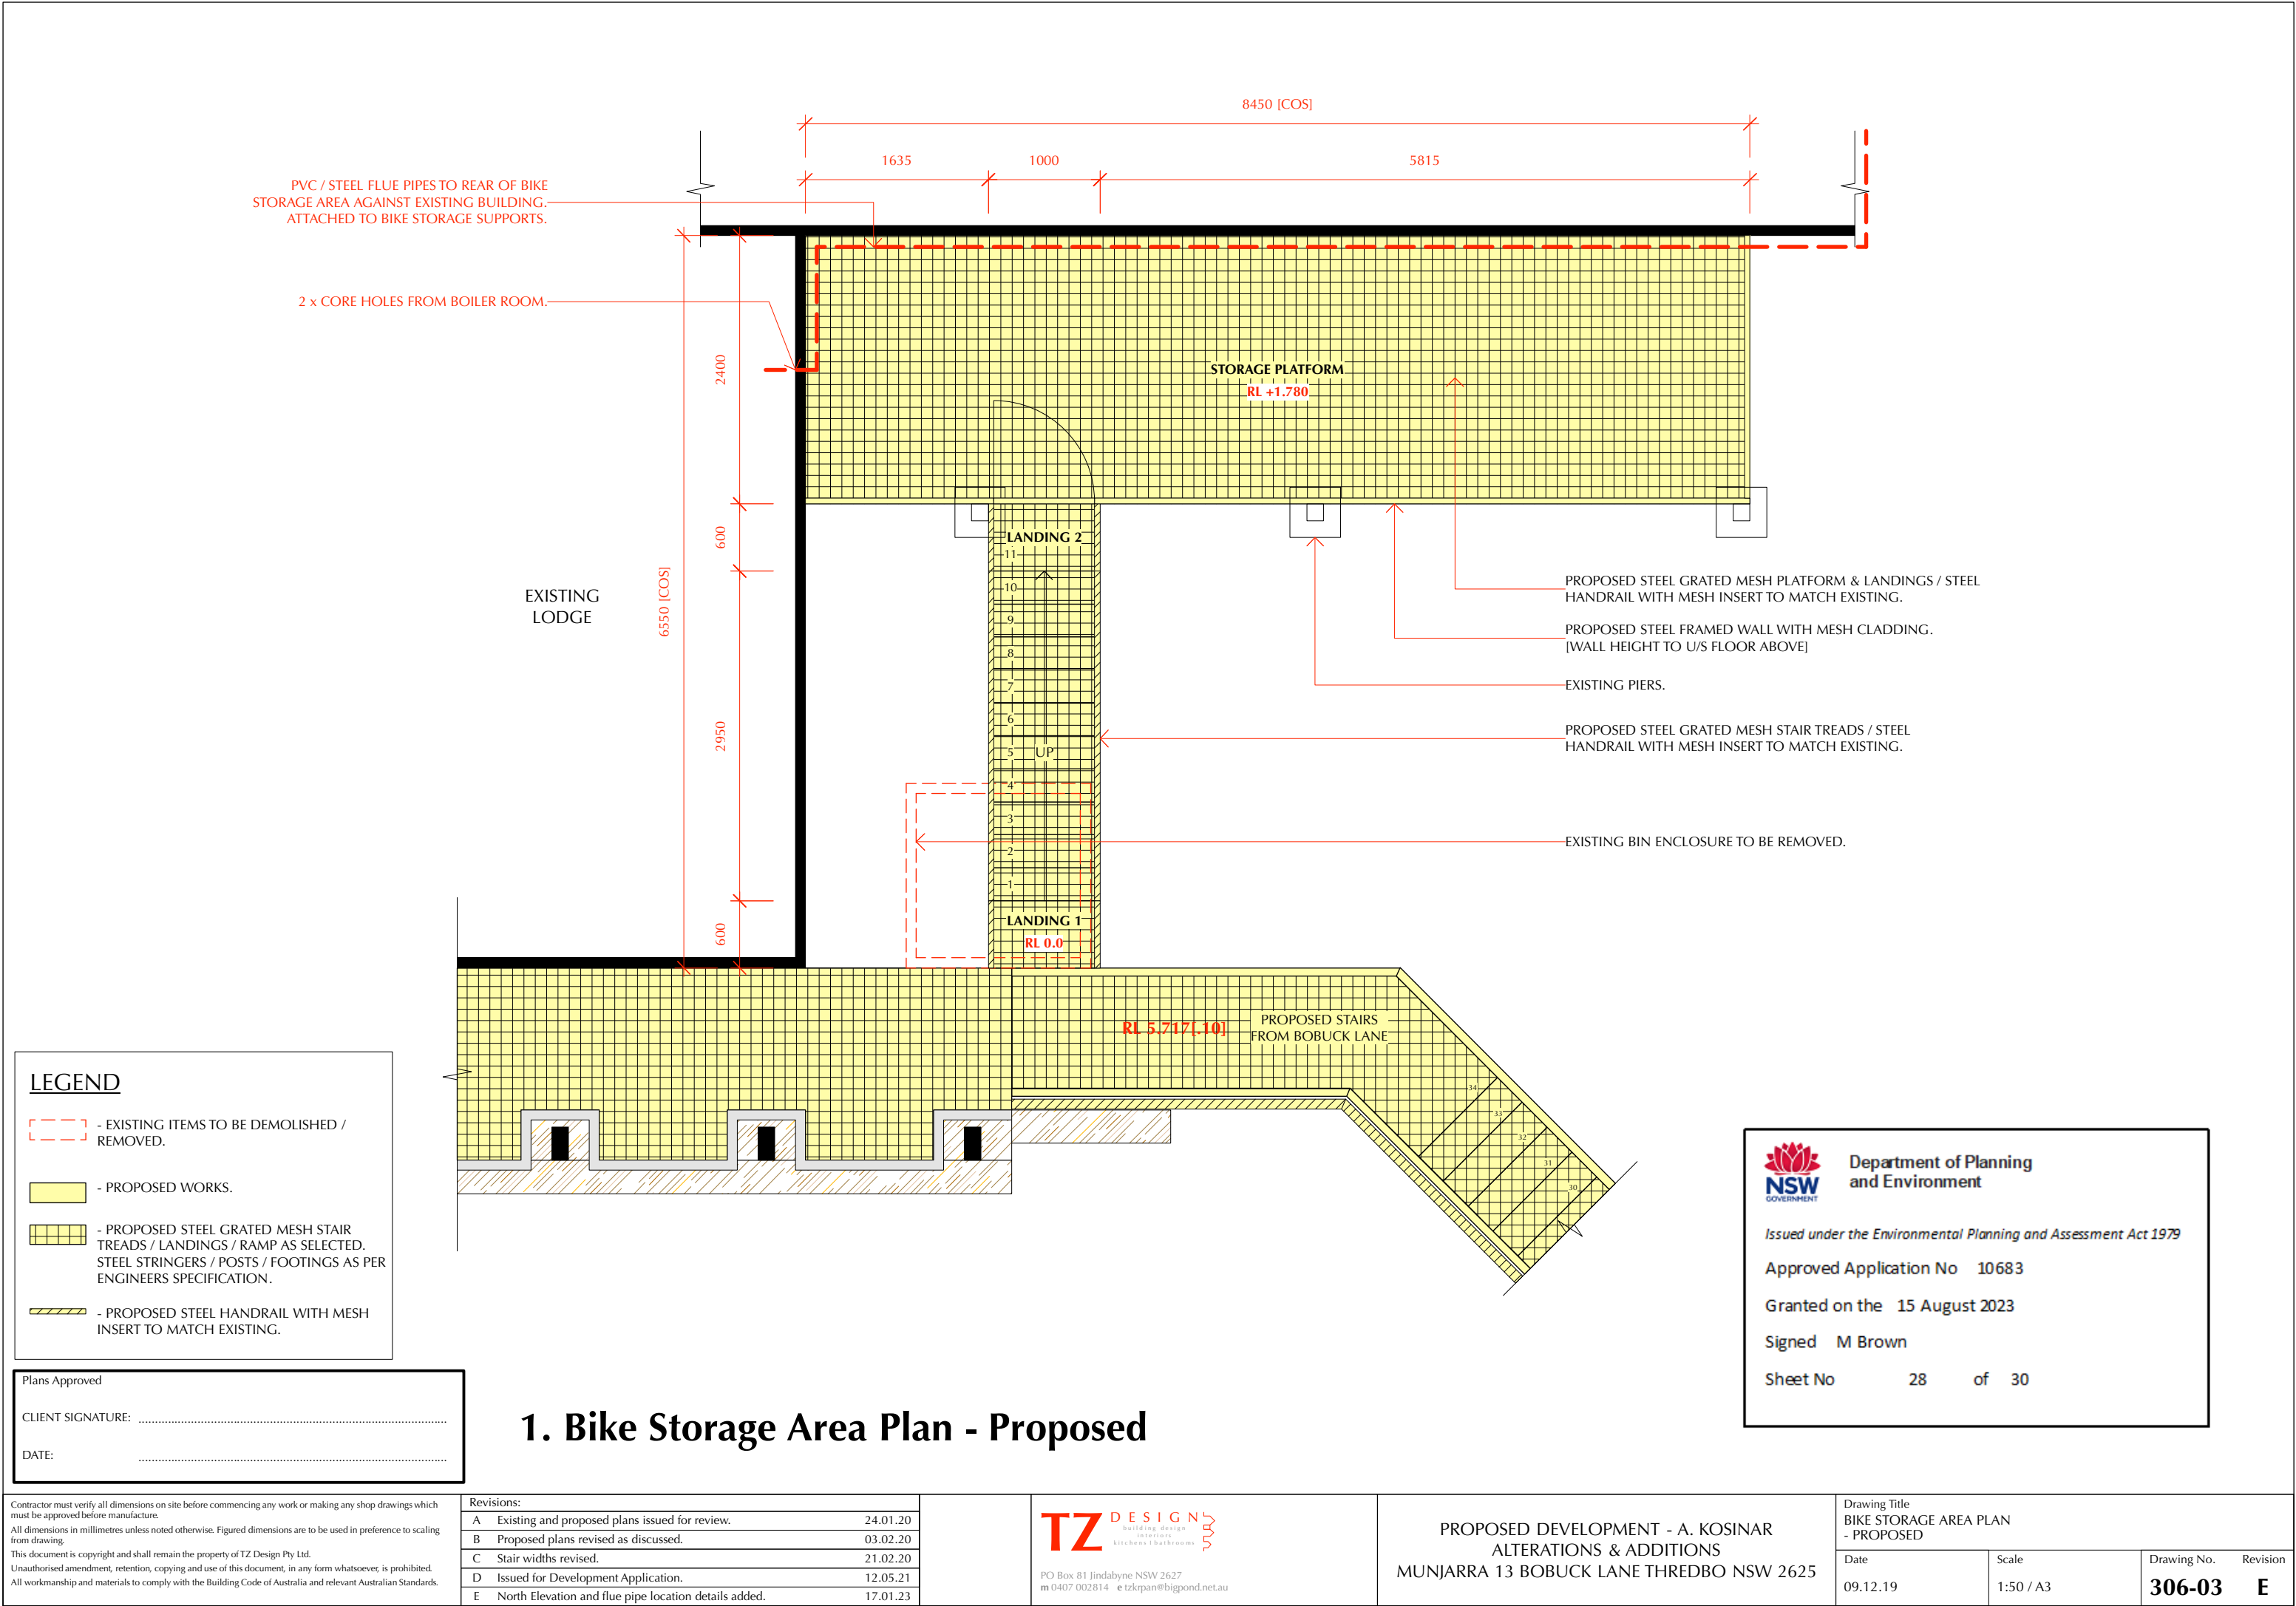 8450 [COS]
1635
1000
5815
PVC / STEEL FLUE PIPES TO REAR OF BIKE
STORAGE AREA AGAINST EXISTING BUILDING.
ATTACHED TO BIKE STORAGE SUPPORTS.
2 x CORE HOLES FROM BOILER ROOM.
2400
600
6550 [COS]
2950
600
EXISTING
LODGE
STORAGE PLATFORM
RL +1.780
LANDING 2
11
10
9
8
7
6
5
UP
4
3
2
1
LANDING 1
RL 0.0
PROPOSED STEEL GRATED MESH PLATFORM & LANDINGS / STEEL
HANDRAIL WITH MESH INSERT TO MATCH EXISTING.
PROPOSED STEEL FRAMED WALL WITH MESH CLADDING.
[WALL HEIGHT TO U/S FLOOR ABOVE]
EXISTING PIERS.
PROPOSED STEEL GRATED MESH STAIR TREADS / STEEL
HANDRAIL WITH MESH INSERT TO MATCH EXISTING.
EXISTING BIN ENCLOSURE TO BE REMOVED.
RL 5.717[.10]
PROPOSED STAIRS
FROM BOBUCK LANE
34
33
32
31
30
LEGEND
- EXISTING ITEMS TO BE DEMOLISHED /
REMOVED.
- PROPOSED WORKS.
- PROPOSED STEEL GRATED MESH STAIR
TREADS / LANDINGS / RAMP AS SELECTED.
STEEL STRINGERS / POSTS / FOOTINGS AS PER
ENGINEERS SPECIFICATION.
- PROPOSED STEEL HANDRAIL WITH MESH
INSERT TO MATCH EXISTING.
Plans Approved
CLIENT SIGNATURE:
DATE:
1. Bike Storage Area Plan - Proposed
NSW
GOVERNMENT
Department of Planning
and Environment
Issued under the Environmental Planning and Assessment Act 1979
Approved Application No 10683
Granted on the 15 August 2023
Signed M Brown
Sheet No 28 of 30
Contractor must verify all dimensions on site before commencing any work or making any shop drawings which
must be approved before manufacture.
All dimensions in millimetres unless noted otherwise. Figured dimensions are to be used in preference to scaling
from drawing.
This document is copyright and shall remain the property of TZ Design Pty Ltd.
Unauthorised amendment, retention, copying and use of this document, in any form whatsoever, is prohibited.
All workmanship and materials to comply with the Building Code of Australia and relevant Australian Standards.
Revisions:
A Existing and proposed plans issued for review. 24.01.20
B Proposed plans revised as discussed. 03.02.20
C Stair widths revised. 21.02.20
D Issued for Development Application. 12.05.21
E North Elevation and flue pipe location details added. 17.01.23
TZ DESIGN
building design
interiors
kitchens | bathrooms
PO Box 81 Jindabyne NSW 2627
m 0407 002814 e tzkrpan@bigpond.net.au
PROPOSED DEVELOPMENT - A. KOSINAR
ALTERATIONS & ADDITIONS
MUNJARRA 13 BOBUCK LANE THREDBO NSW 2625
Drawing Title
BIKE STORAGE AREA PLAN
- PROPOSED
Date
09.12.19
Scale
1:50 / A3
Drawing No.
306-03
Revision
E